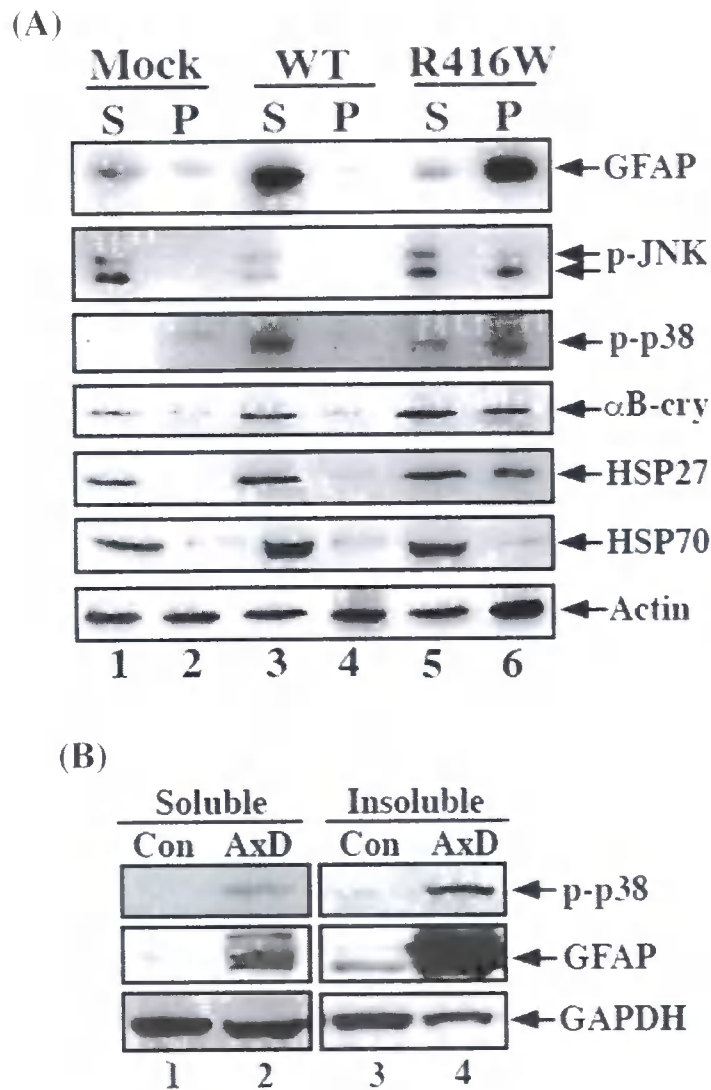 (A)
Mock WT R416W
S P S P S P
GFAP
p-JNK
p-p38
αB-cry
HSP27
HSP70
Actin
1 2 3 4 5 6
(B)
Soluble Insoluble
Con AxD Con AxD
p-p38
GFAP
GAPDH
1 2 3 4